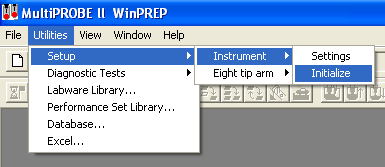 MultiPROBE II WinPREP
File Utilities View Window Help
Setup
Diagnostic Tests
Labware Library...
Performance Set Library...
Database...
Excel...
Instrument
Eight tip arm
Settings
Initialize